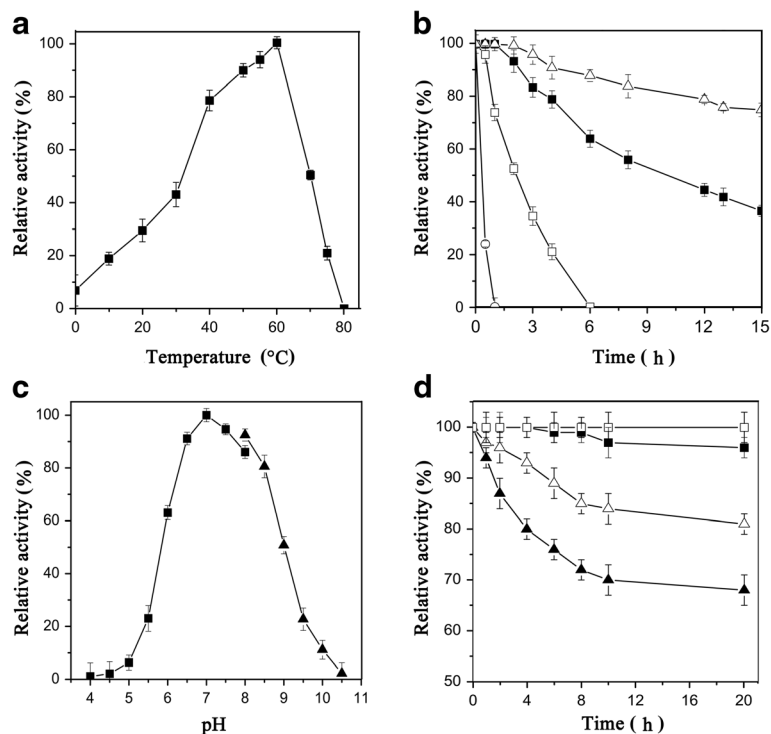 a
Relative activity (%)
100
80
60
40
20
0
0 20 40 60 80
Temperature (°C)
b
Relative activity (%)
100
80
60
40
20
0
0 3 6 9 12 15
Time ( h )
c
Relative activity (%)
100
80
60
40
20
0
4 5 6 7 8 9 10 11
pH
d
Relative activity (%)
100
90
80
70
60
50
0 4 8 12 16 20
Time ( h )